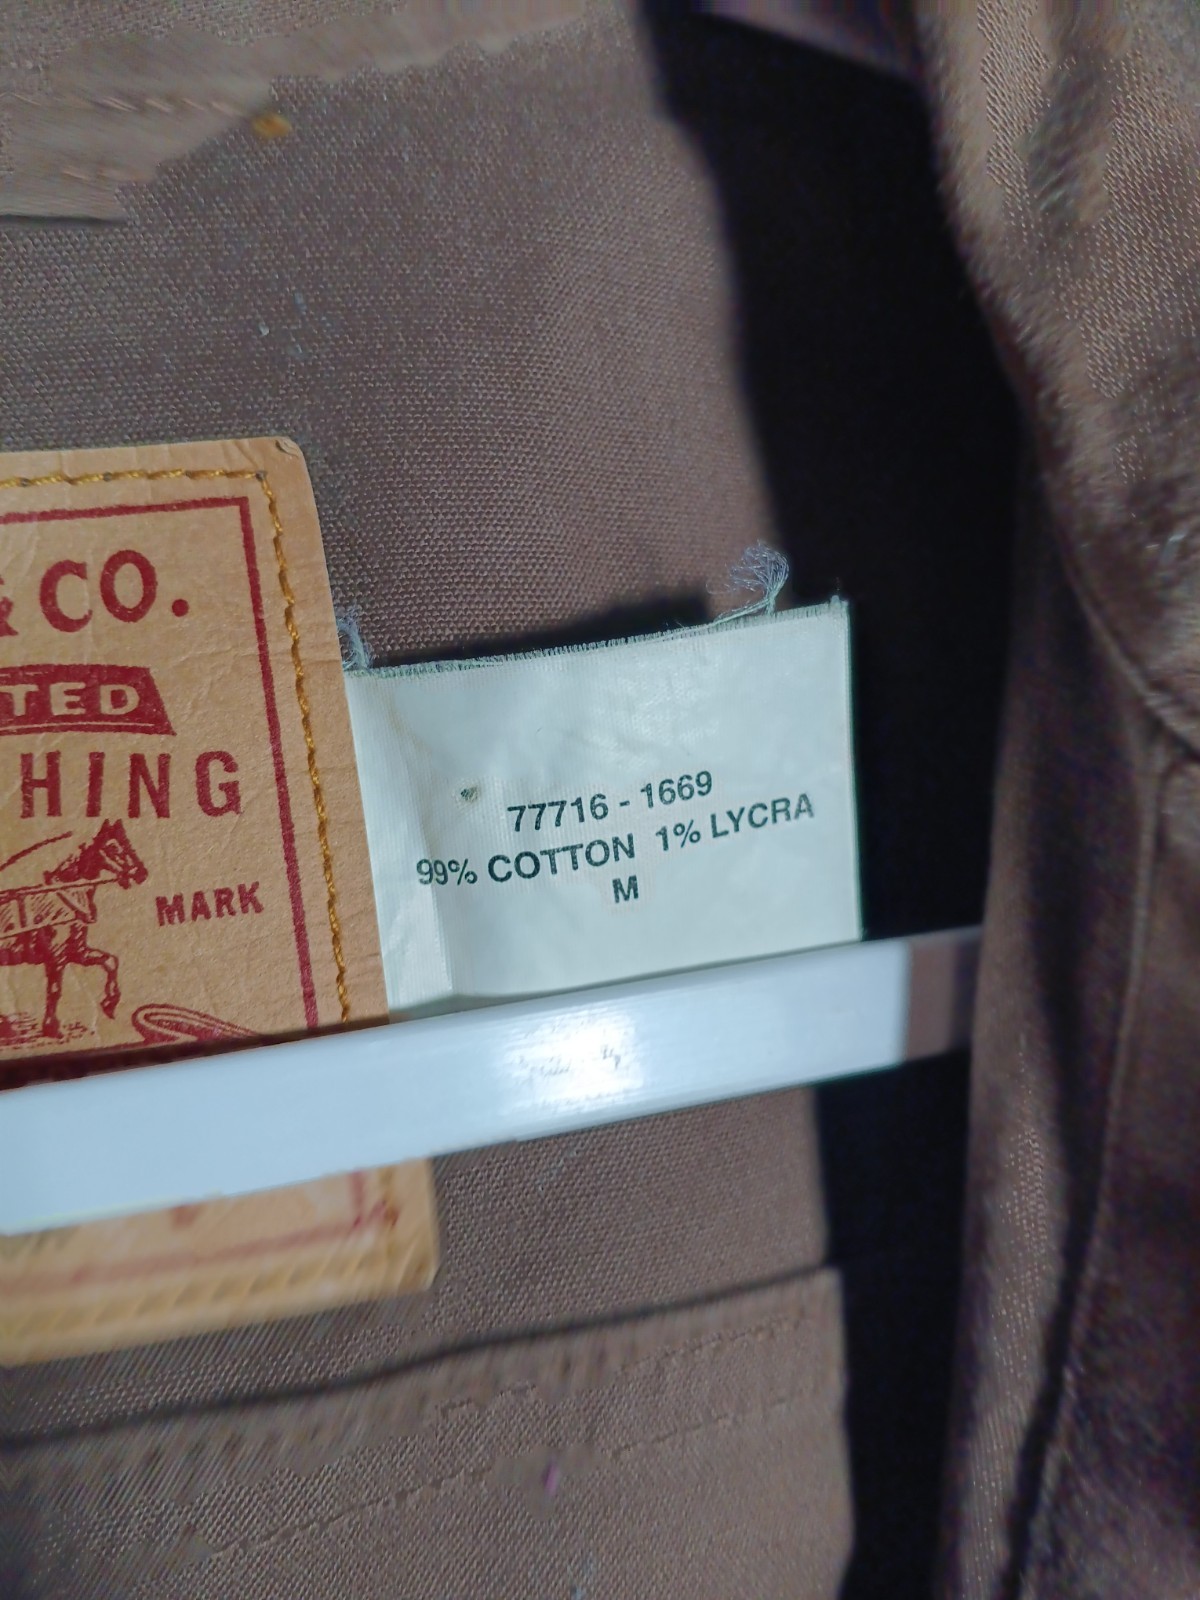 & CO.
TED
HING
MARK
77716 - 1669
99% COTTON 1% LYCRA
M